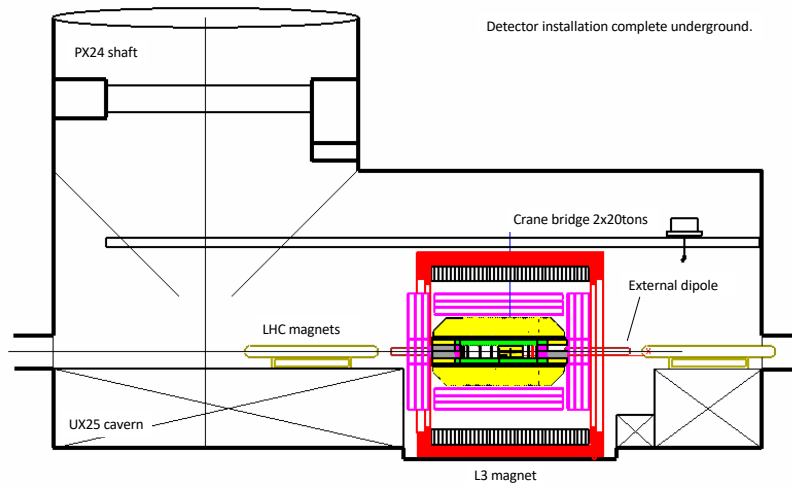 Detector installation complete underground.
PX24 shaft
Crane bridge 2x20tons
External dipole
LHC magnets
UX25 cavern
L3 magnet